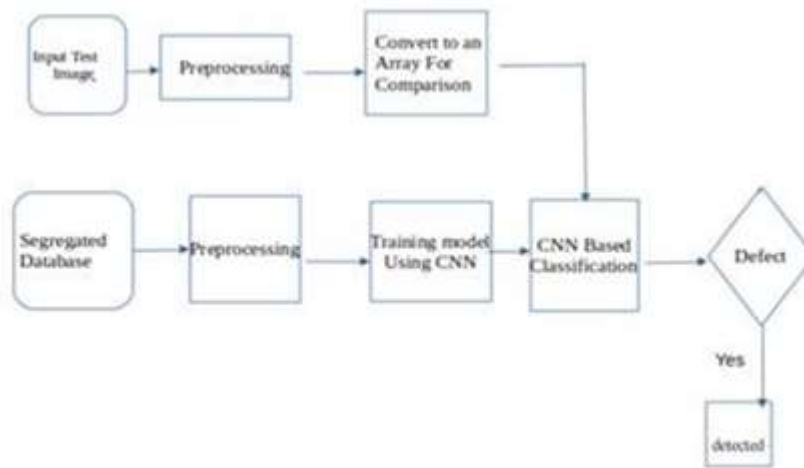 Input Test
Image
Preprocessing
Convert to an
Array For
Comparison
Segregated
Database
Preprocessing
Training model
Using CNN
CNN Based
Classification
Defect
Yes
detected